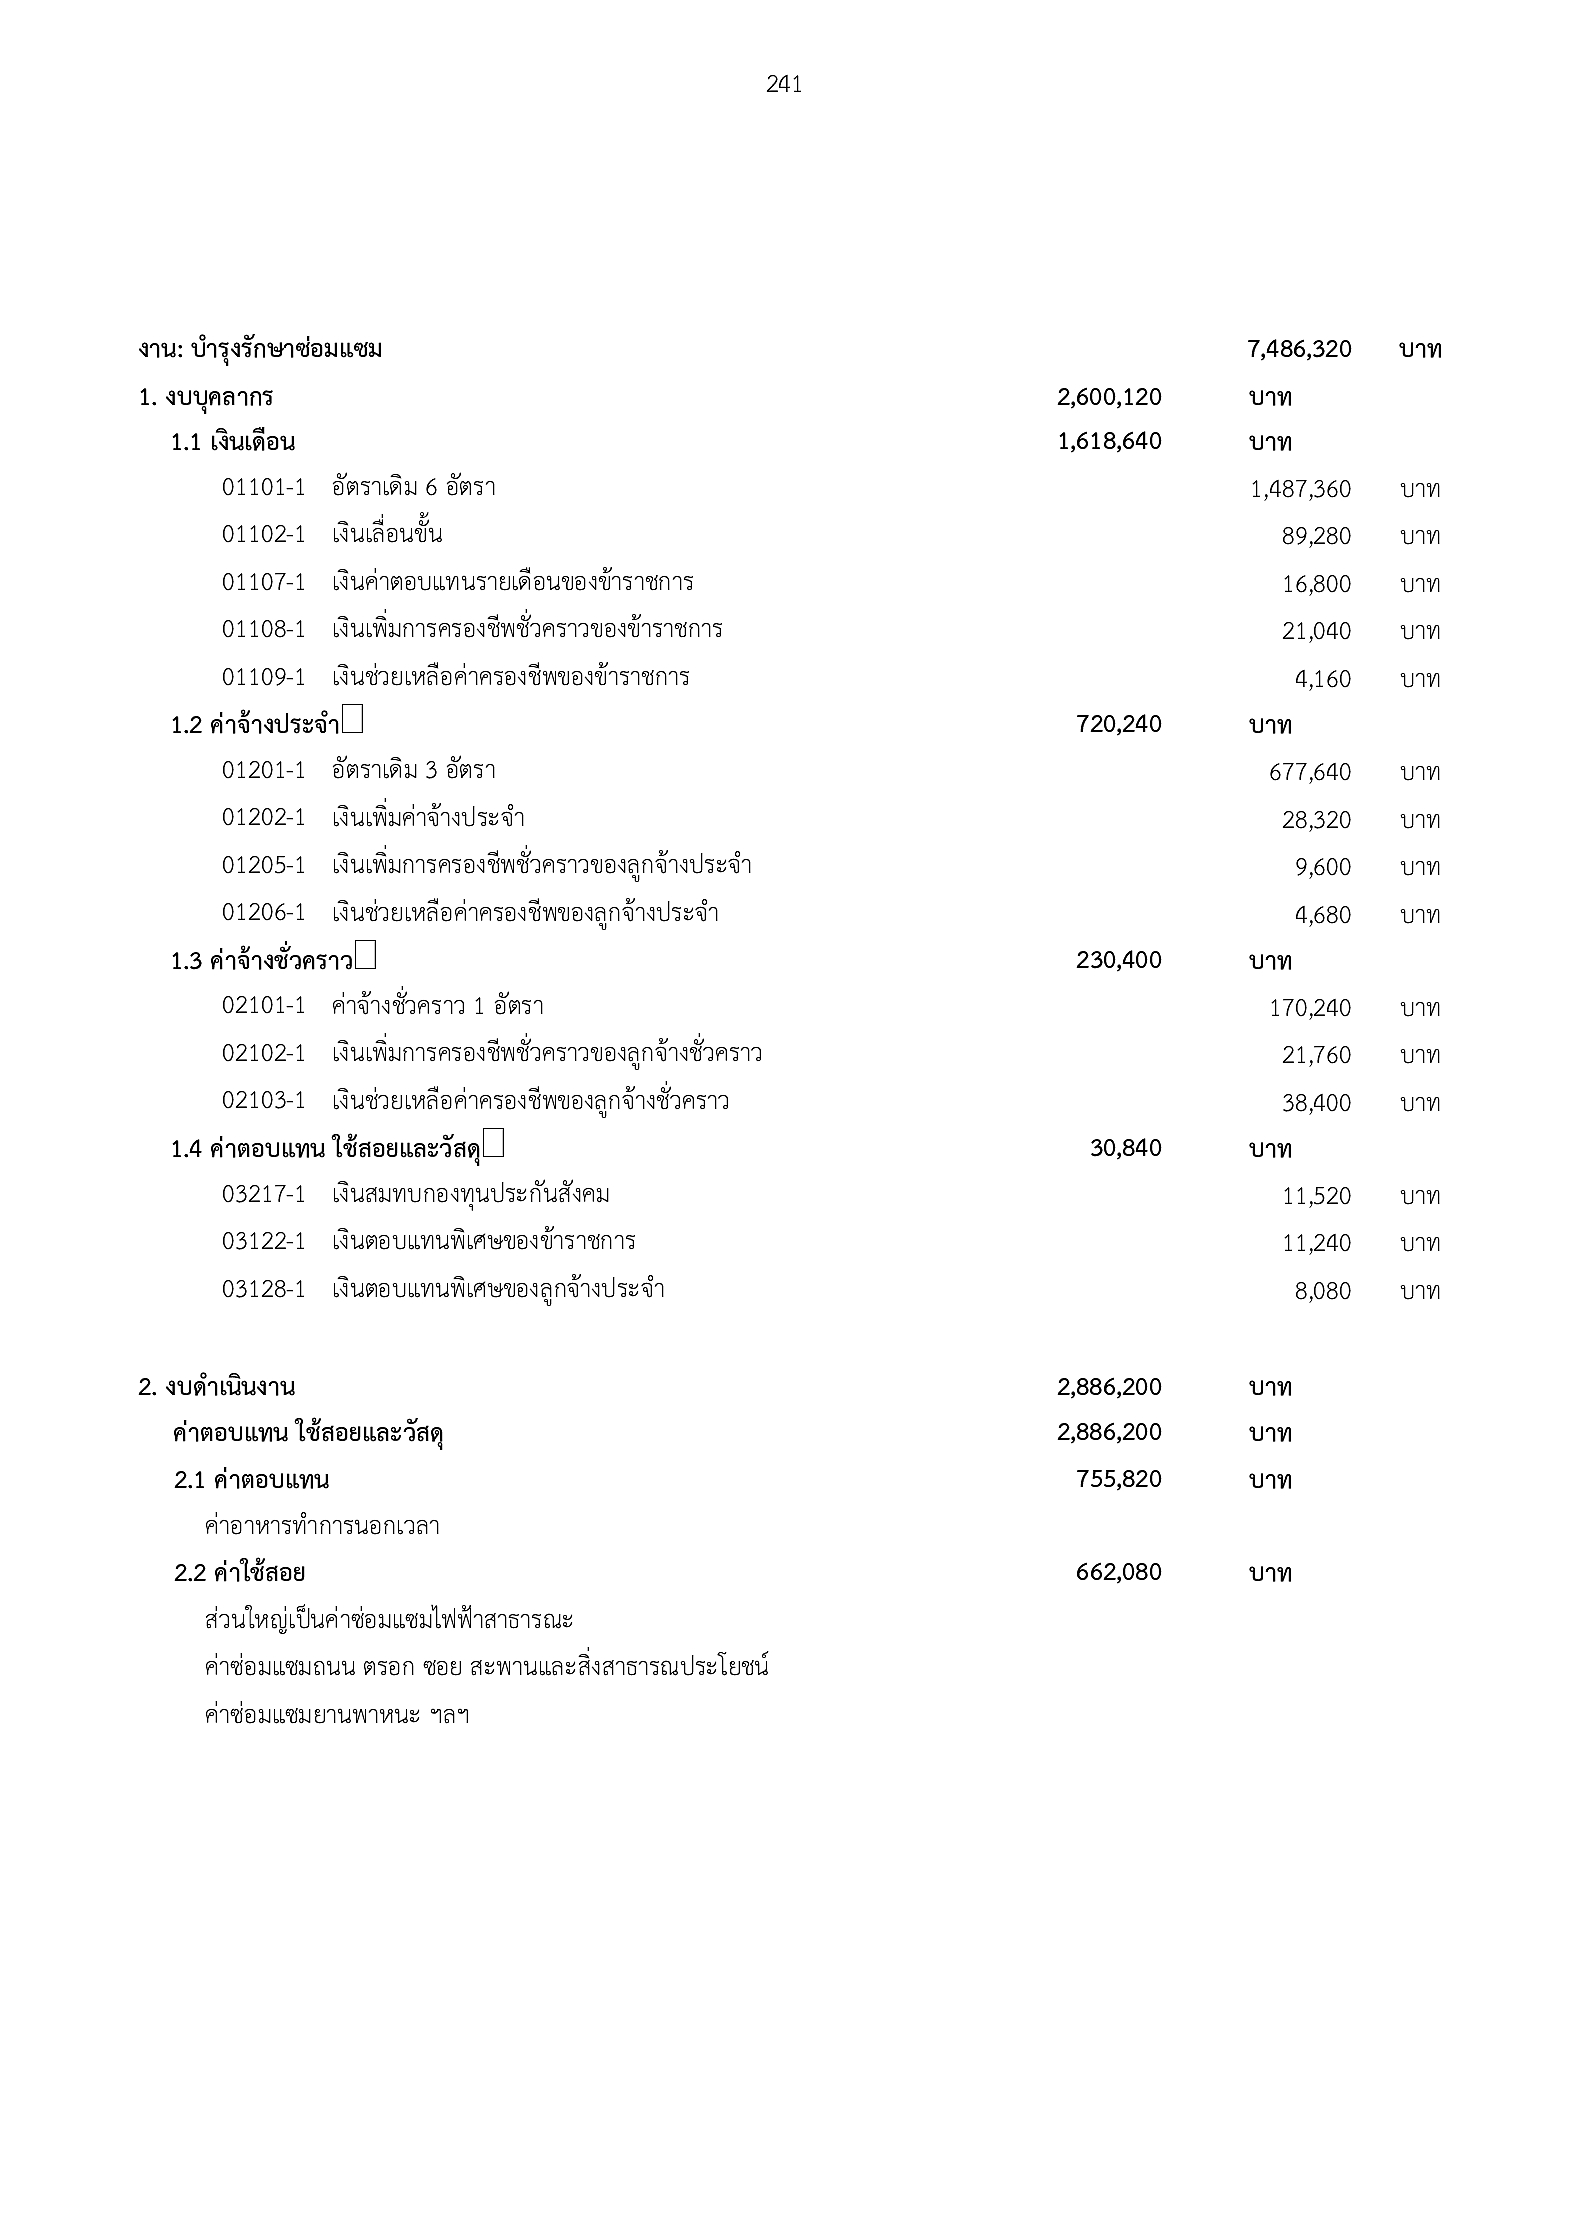 241
งาน: บำรุงรักษาซ่อมแซม 7,486,320 บาท
1. งบบุคลากร 2,600,120 บาท
1.1 เงินเดือน 1,618,640 บาท
01101-1 อัตราเดิม 6 อัตรา 1,487,360 บาท
01102-1 เงินเลื่อนขั้น 89,280 บาท
01107-1 เงินค่าตอบแทนรายเดือนของข้าราชการ 16,800 บาท
01108-1 เงินเพิ่มการครองชีพชั่วคราวของข้าราชการ 21,040 บาท
01109-1 เงินช่วยเหลือค่าครองชีพของข้าราชการ 4,160 บาท
1.2 ค่าจ้างประจำ 720,240 บาท
01201-1 อัตราเดิม 3 อัตรา 677,640 บาท
01202-1 เงินเพิ่มค่าจ้างประจำ 28,320 บาท
01205-1 เงินเพิ่มการครองชีพชั่วคราวของลูกจ้างประจำ 9,600 บาท
01206-1 เงินช่วยเหลือค่าครองชีพของลูกจ้างประจำ 4,680 บาท
1.3 ค่าจ้างชั่วคราว 230,400 บาท
02101-1 ค่าจ้างชั่วคราว 1 อัตรา 170,240 บาท
02102-1 เงินเพิ่มการครองชีพชั่วคราวของลูกจ้างชั่วคราว 21,760 บาท
02103-1 เงินช่วยเหลือค่าครองชีพของลูกจ้างชั่วคราว 38,400 บาท
1.4 ค่าตอบแทน ใช้สอยและวัสดุ 30,840 บาท
03217-1 เงินสมทบกองทุนประกันสังคม 11,520 บาท
03122-1 เงินตอบแทนพิเศษของข้าราชการ 11,240 บาท
03128-1 เงินตอบแทนพิเศษของลูกจ้างประจำ 8,080 บาท
2. งบดำเนินงาน 2,886,200 บาท
ค่าตอบแทน ใช้สอยและวัสดุ 2,886,200 บาท
2.1 ค่าตอบแทน 755,820 บาท
ค่าอาหารทำการนอกเวลา
2.2 ค่าใช้สอย 662,080 บาท
ส่วนใหญ่เป็นค่าซ่อมแซมไฟฟ้าสาธารณะ
ค่าซ่อมแซมถนน ตรอก ซอย สะพานและสิ่งสาธารณประโยชน์
ค่าซ่อมแซมยานพาหนะ ฯลฯ